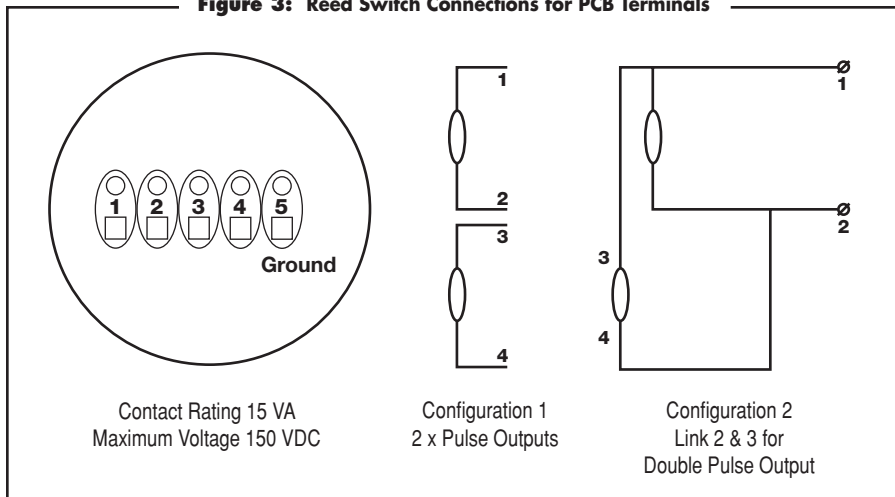 Figure 3: Reed Switch Connections for PCB Terminals
1 2 3 4 5
Ground
Contact Rating 15 VA
Maximum Voltage 150 VDC
1
2
3
4
Configuration 1
2 x Pulse Outputs
1
2
3
4
Configuration 2
Link 2 & 3 for
Double Pulse Output